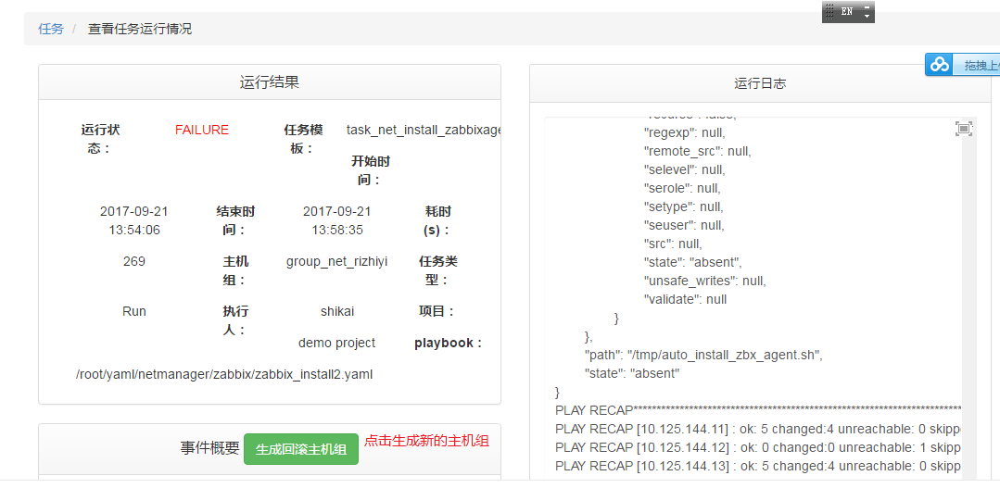 EN
任务 / 查看任务运行情况
拖拽上
运行结果
运行状态： FAILURE 任务模板： task_net_install_zabbixage
开始时间：
2017-09-21 13:54:06 结束时间： 2017-09-21 13:58:35 耗时(s)：
269 主机组： group_net_rizhiyi 任务类型：
Run 执行人： shikai 项目：
demo project playbook：
/root/yaml/netmanager/zabbix/zabbix_install2.yaml
事件概要 生成回滚主机组 点击生成新的主机组
运行日志
"regexp": null,
"remote_src": null,
"selevel": null,
"serole": null,
"setype": null,
"seuser": null,
"src": null,
"state": "absent",
"unsafe_writes": null,
"validate": null
}
},
"path": "/tmp/auto_install_zbx_agent.sh",
"state": "absent"
}
PLAY RECAP**********************************************************************
PLAY RECAP [10.125.144.11] : ok: 5 changed:4 unreachable: 0 skipp
PLAY RECAP [10.125.144.12] : ok: 0 changed:0 unreachable: 1 skipp
PLAY RECAP [10.125.144.13] : ok: 5 changed:4 unreachable: 0 skipp